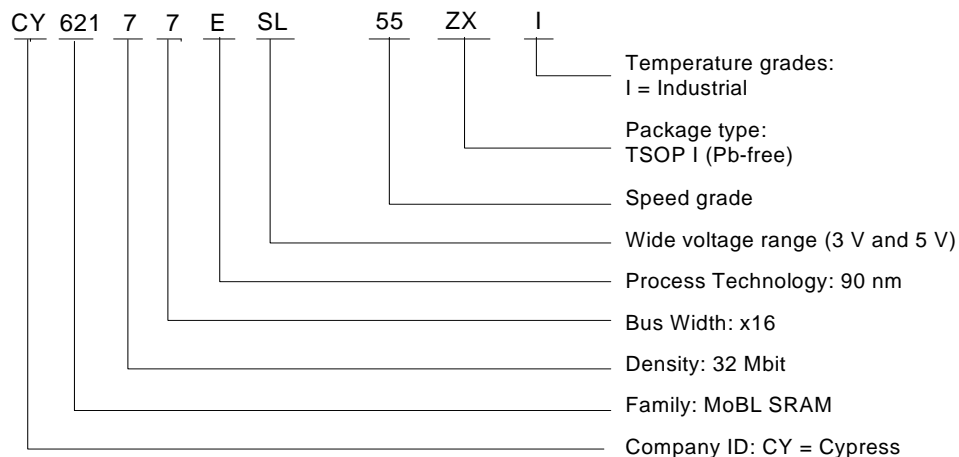 CY 621 7 7 E SL 55 ZX I
Temperature grades:
I = Industrial
Package type:
TSOP I (Pb-free)
Speed grade
Wide voltage range (3 V and 5 V)
Process Technology: 90 nm
Bus Width: x16
Density: 32 Mbit
Family: MoBL SRAM
Company ID: CY = Cypress